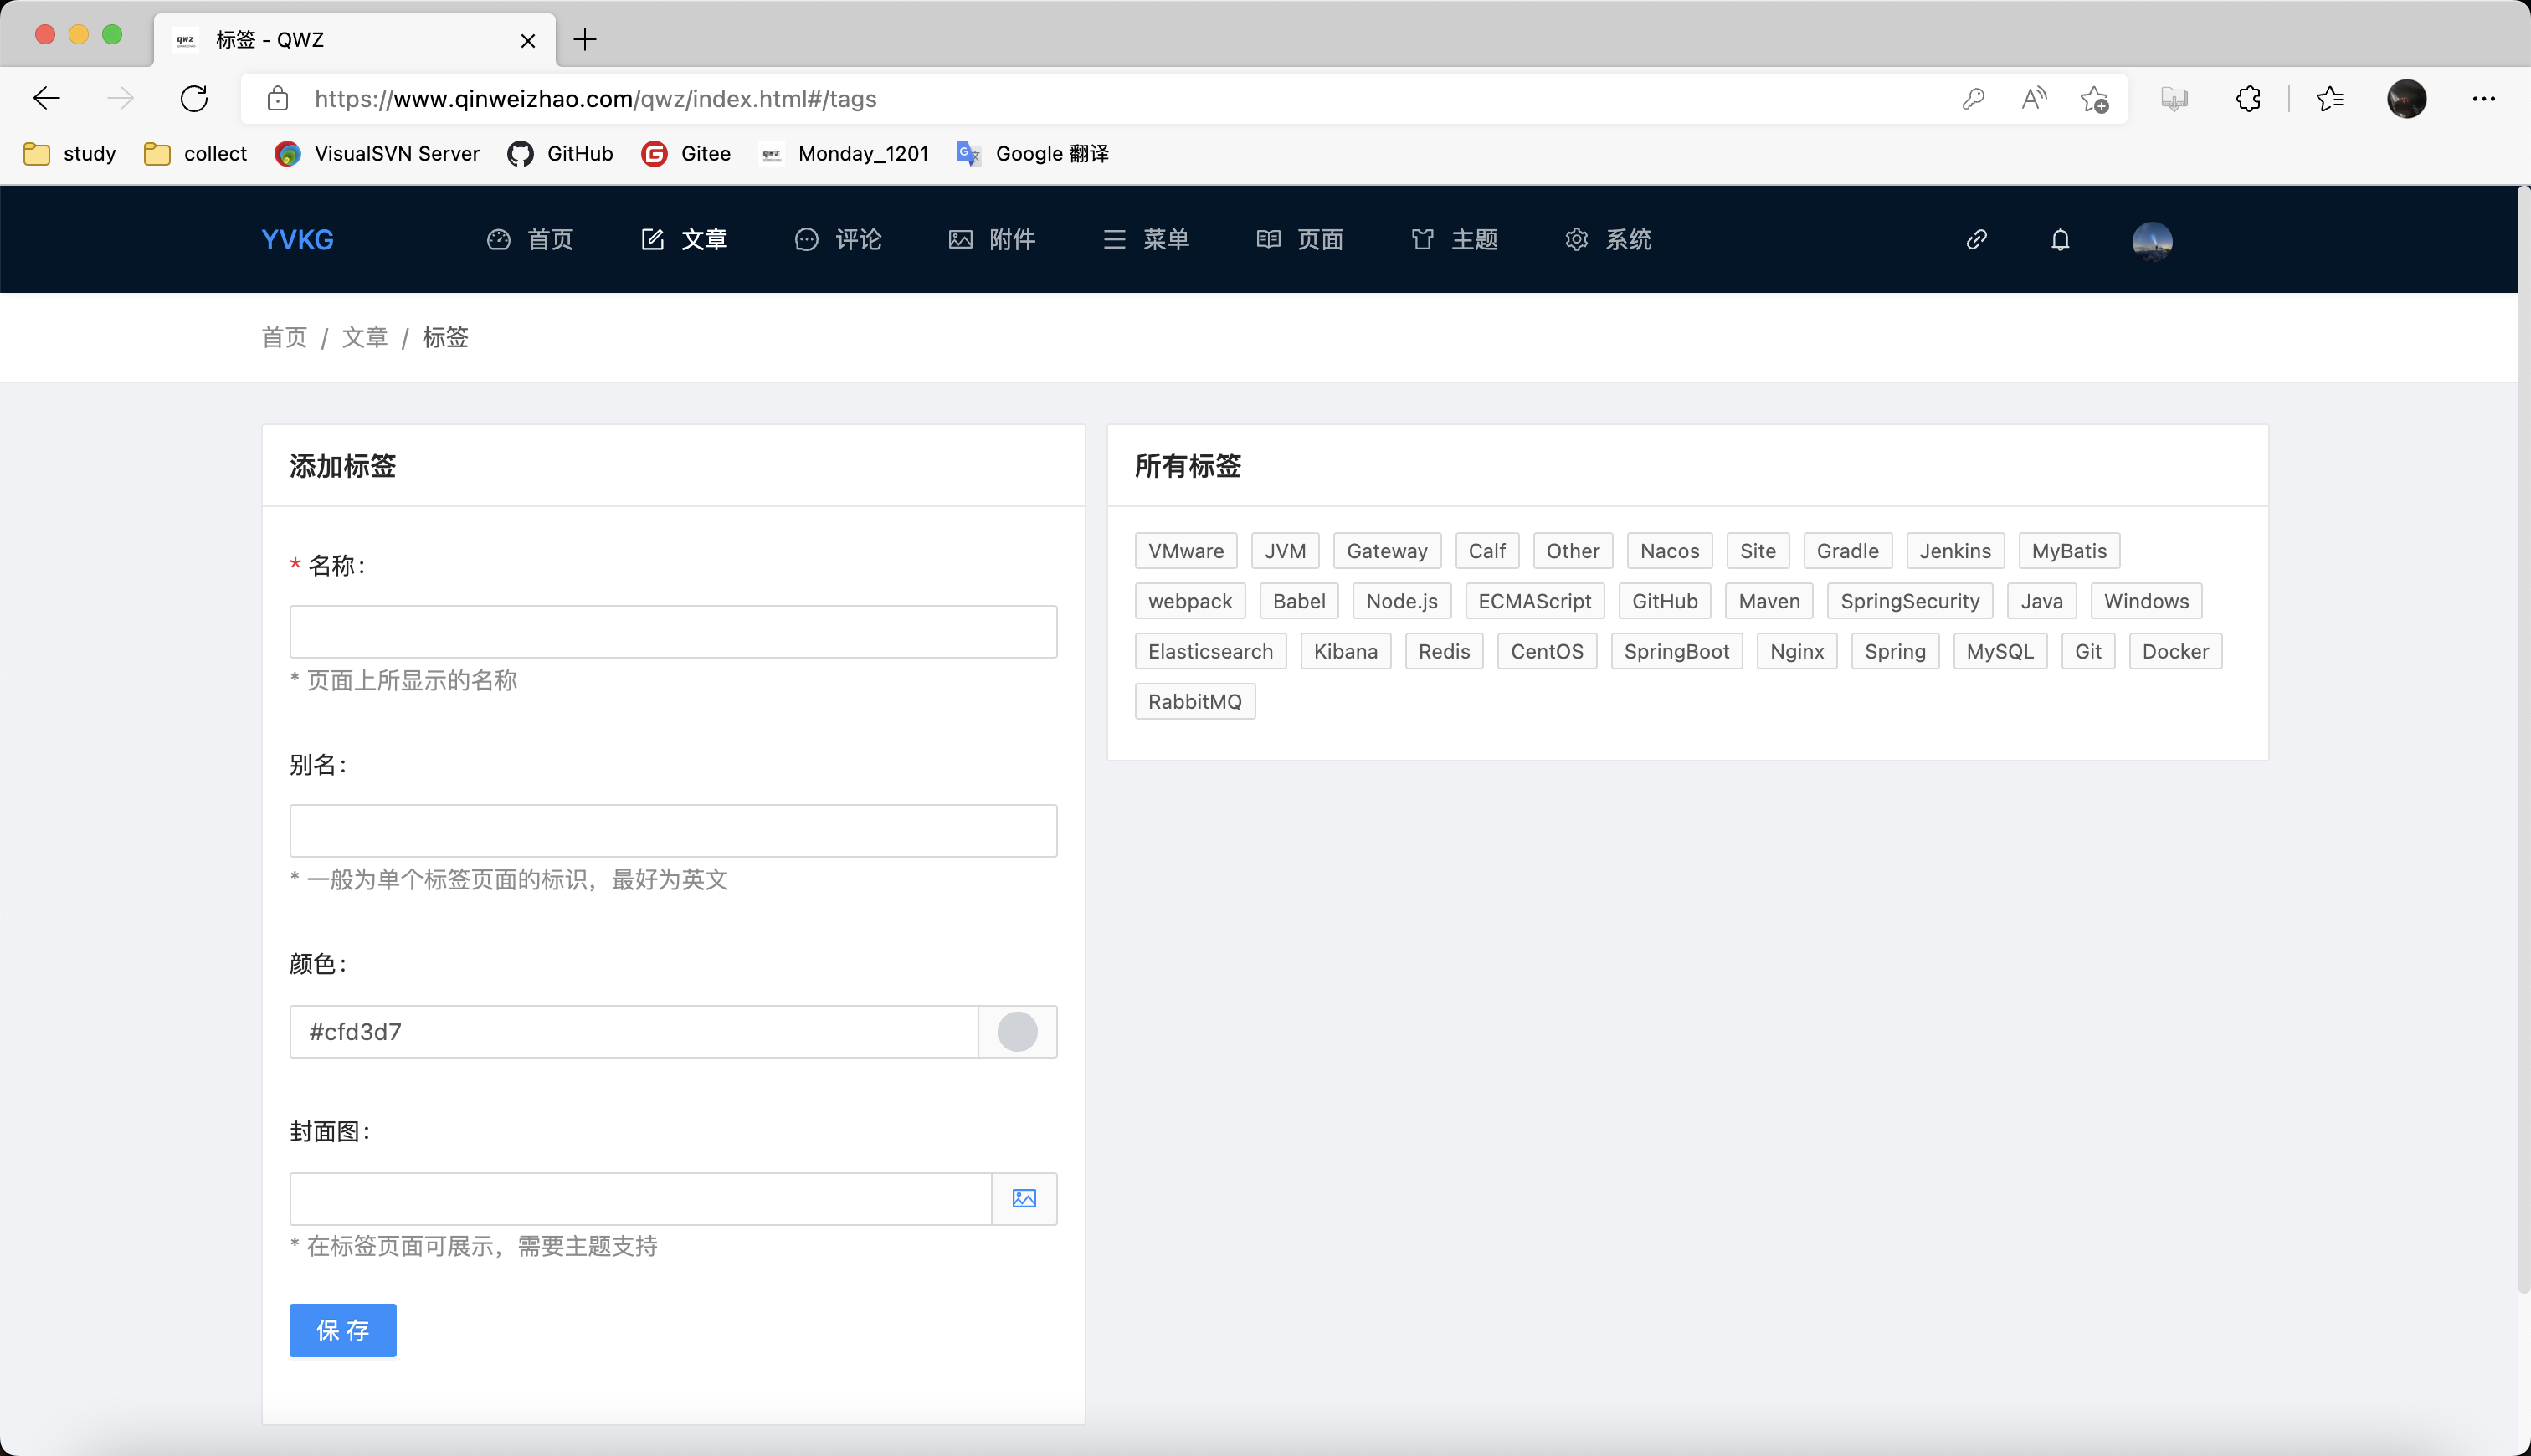 标签 - QWZ
https://www.qinweizhao.com/qwz/index.html#/tags
study collect VisualSVN Server GitHub Gitee Monday_1201 Google 翻译
YVKG 首页 文章 评论 附件 菜单 页面 主题 系统
首页 / 文章 / 标签
添加标签
* 名称:
* 页面上所显示的名称
别名:
* 一般为单个标签页面的标识，最好为英文
颜色:
#cfd3d7
封面图:
* 在标签页面可展示，需要主题支持
保 存
所有标签
VMware JVM Gateway Calf Other Nacos Site Gradle Jenkins MyBatis
webpack Babel Node.js ECMAScript GitHub Maven SpringSecurity Java Windows
Elasticsearch Kibana Redis CentOS SpringBoot Nginx Spring MySQL Git Docker
RabbitMQ